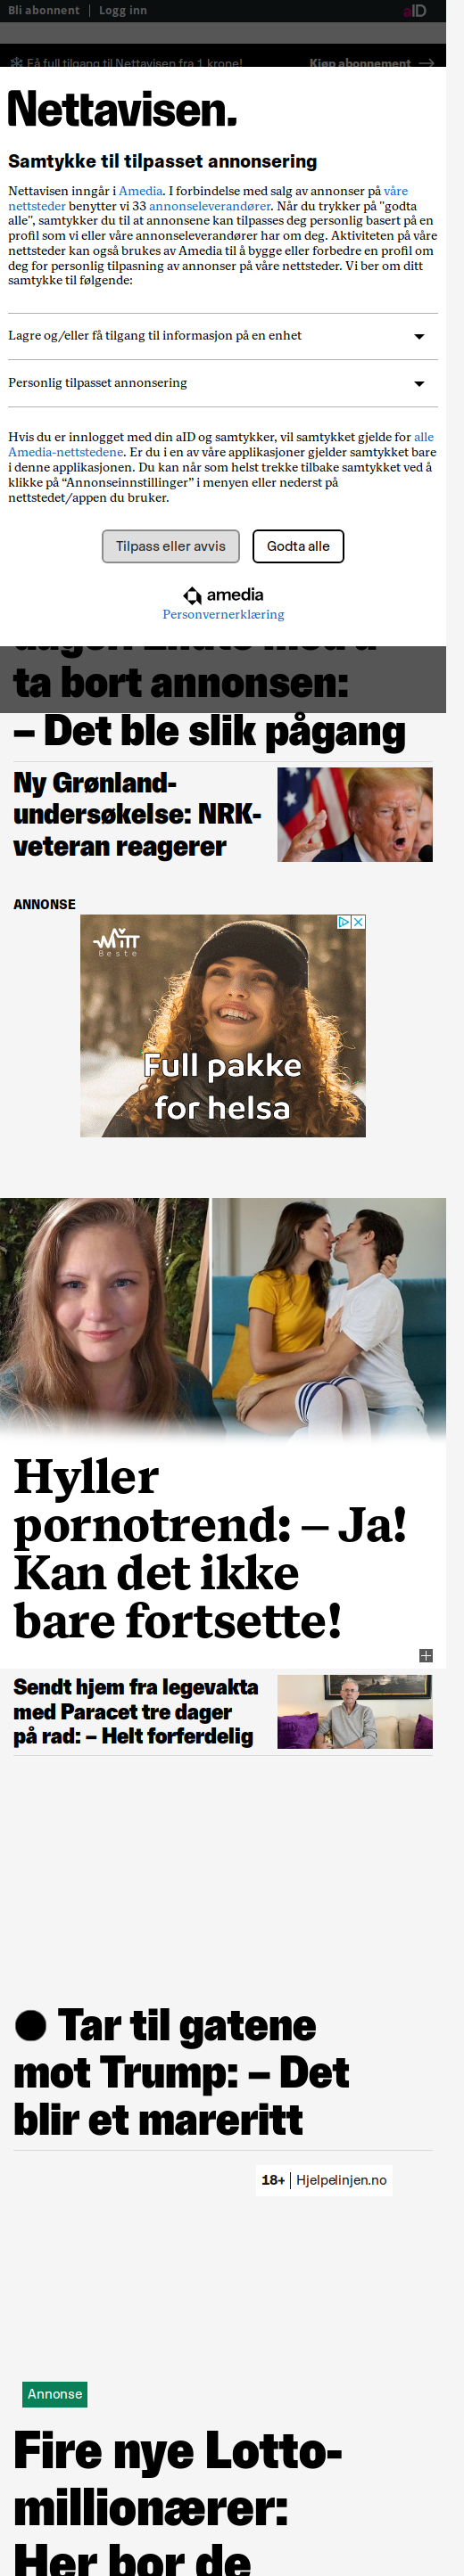 Bli abonnent | Logg inn
aID
Få full tilgang til Nettavisen fra 1 krone!
Kjøp abonnement →
Nettavisen.
Samtykke til tilpasset annonsering
Nettavisen inngår i Amedia. I forbindelse med salg av annonser på våre
nettsteder benytter vi 33 annonseleverandører. Når du trykker på "godta
alle", samtykker du til at annonsene kan tilpasses deg personlig basert på en
profil som vi eller våre annonseleverandører har om deg. Aktiviteten på våre
nettsteder kan også brukes av Amedia til å bygge eller forbedre en profil om
deg for personlig tilpasning av annonser på våre nettsteder. Vi ber om ditt
samtykke til følgende:
Lagre og/eller få tilgang til informasjon på en enhet
Personlig tilpasset annonsering
Hvis du er innlogget med din aID og samtykker, vil samtykket gjelde for alle
Amedia-nettstedene. Er du i en av våre applikasjoner gjelder samtykket bare
i denne applikasjonen. Du kan når som helst trekke tilbake samtykket ved å
klikke på “Annonseinnstillinger” i menyen eller nederst på
nettstedet/appen du bruker.
Tilpass eller avvis
Godta alle
amedia
Personvernerklæring
ta bort annonsen:
– Det ble slik pågang
Ny Grønland-
undersøkelse: NRK-
veteran reagerer
ANNONSE
MiTT
Beste
Full pakke
for helsa
Hyller
pornotrend: – Ja!
Kan det ikke
bare fortsette!
Sendt hjem fra legevakta
med Paracet tre dager
på rad: – Helt forferdelig
Tar til gatene
mot Trump: – Det
blir et mareritt
18+ | Hjelpelinjen.no
Annonse
Fire nye Lotto-
millionærer:
Her bor de